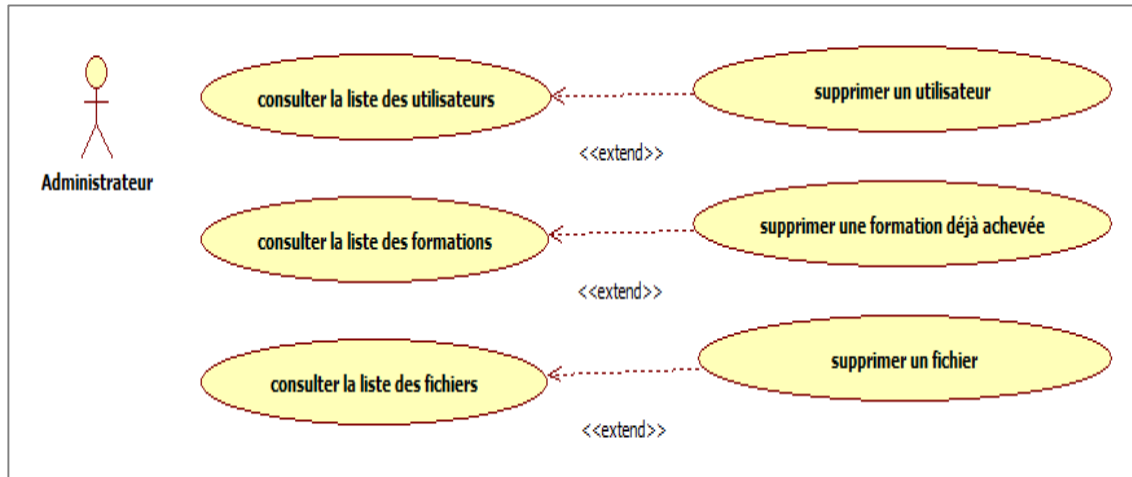 consulter la liste des utilisateurs
supprimer un utilisateur
<<extend>>
Administrateur
consulter la liste des formations
supprimer une formation déjà achevée
<<extend>>
consulter la liste des fichiers
supprimer un fichier
<<extend>>